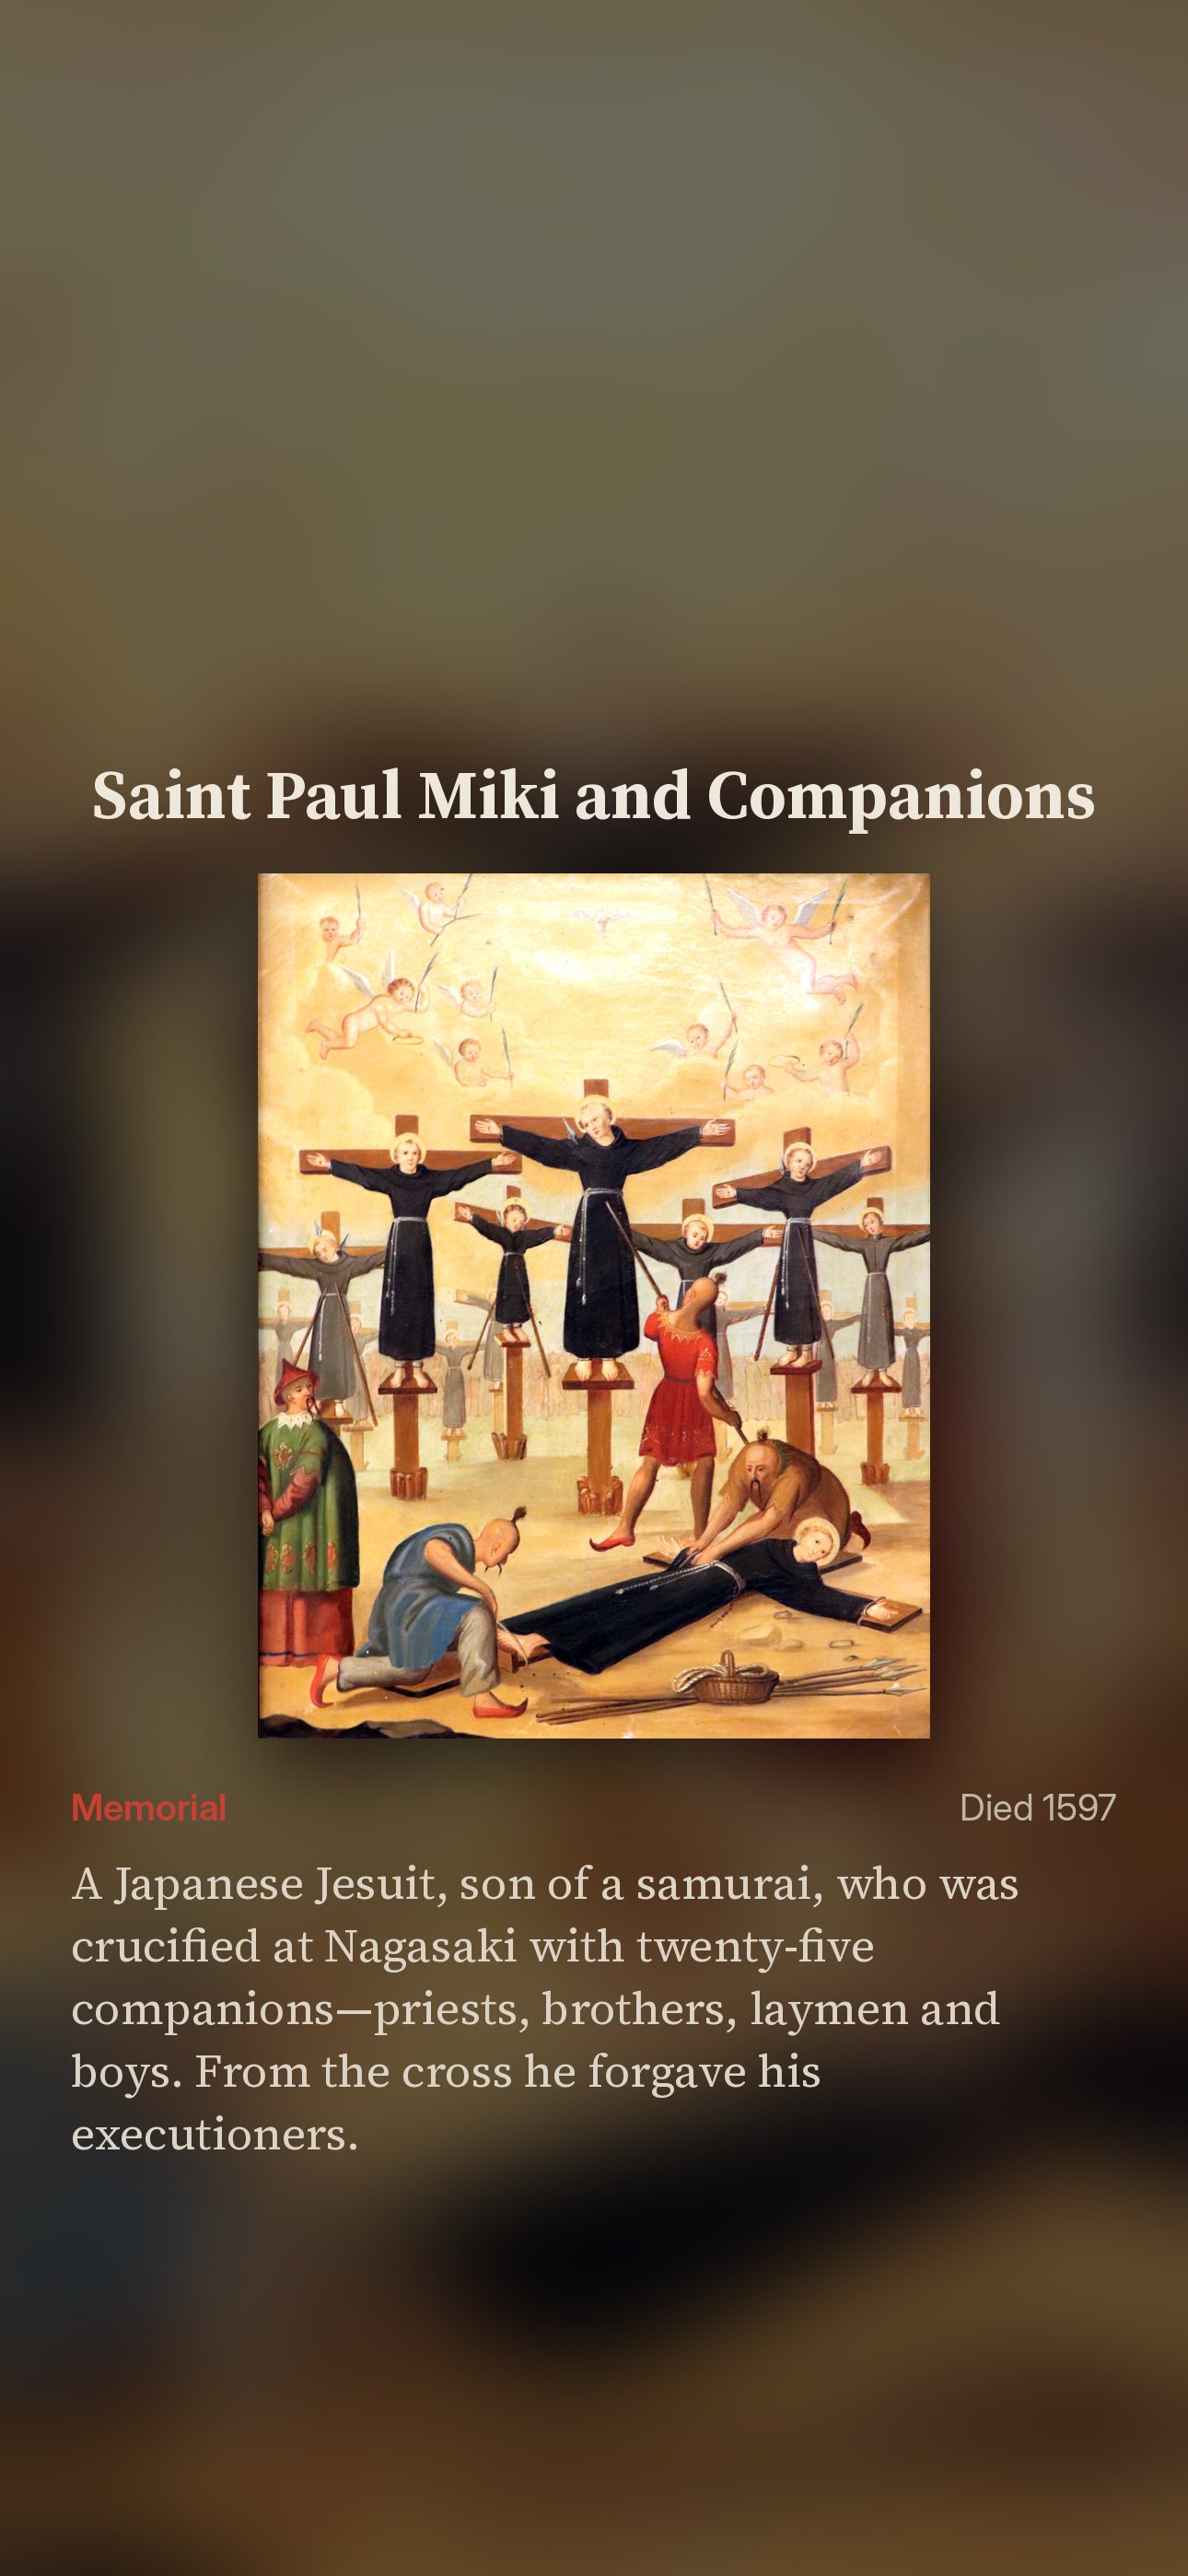 Saint Paul Miki and Companions
Memorial
Died 1597
A Japanese Jesuit, son of a samurai, who was
crucified at Nagasaki with twenty-five
companions—priests, brothers, laymen and
boys. From the cross he forgave his
executioners.